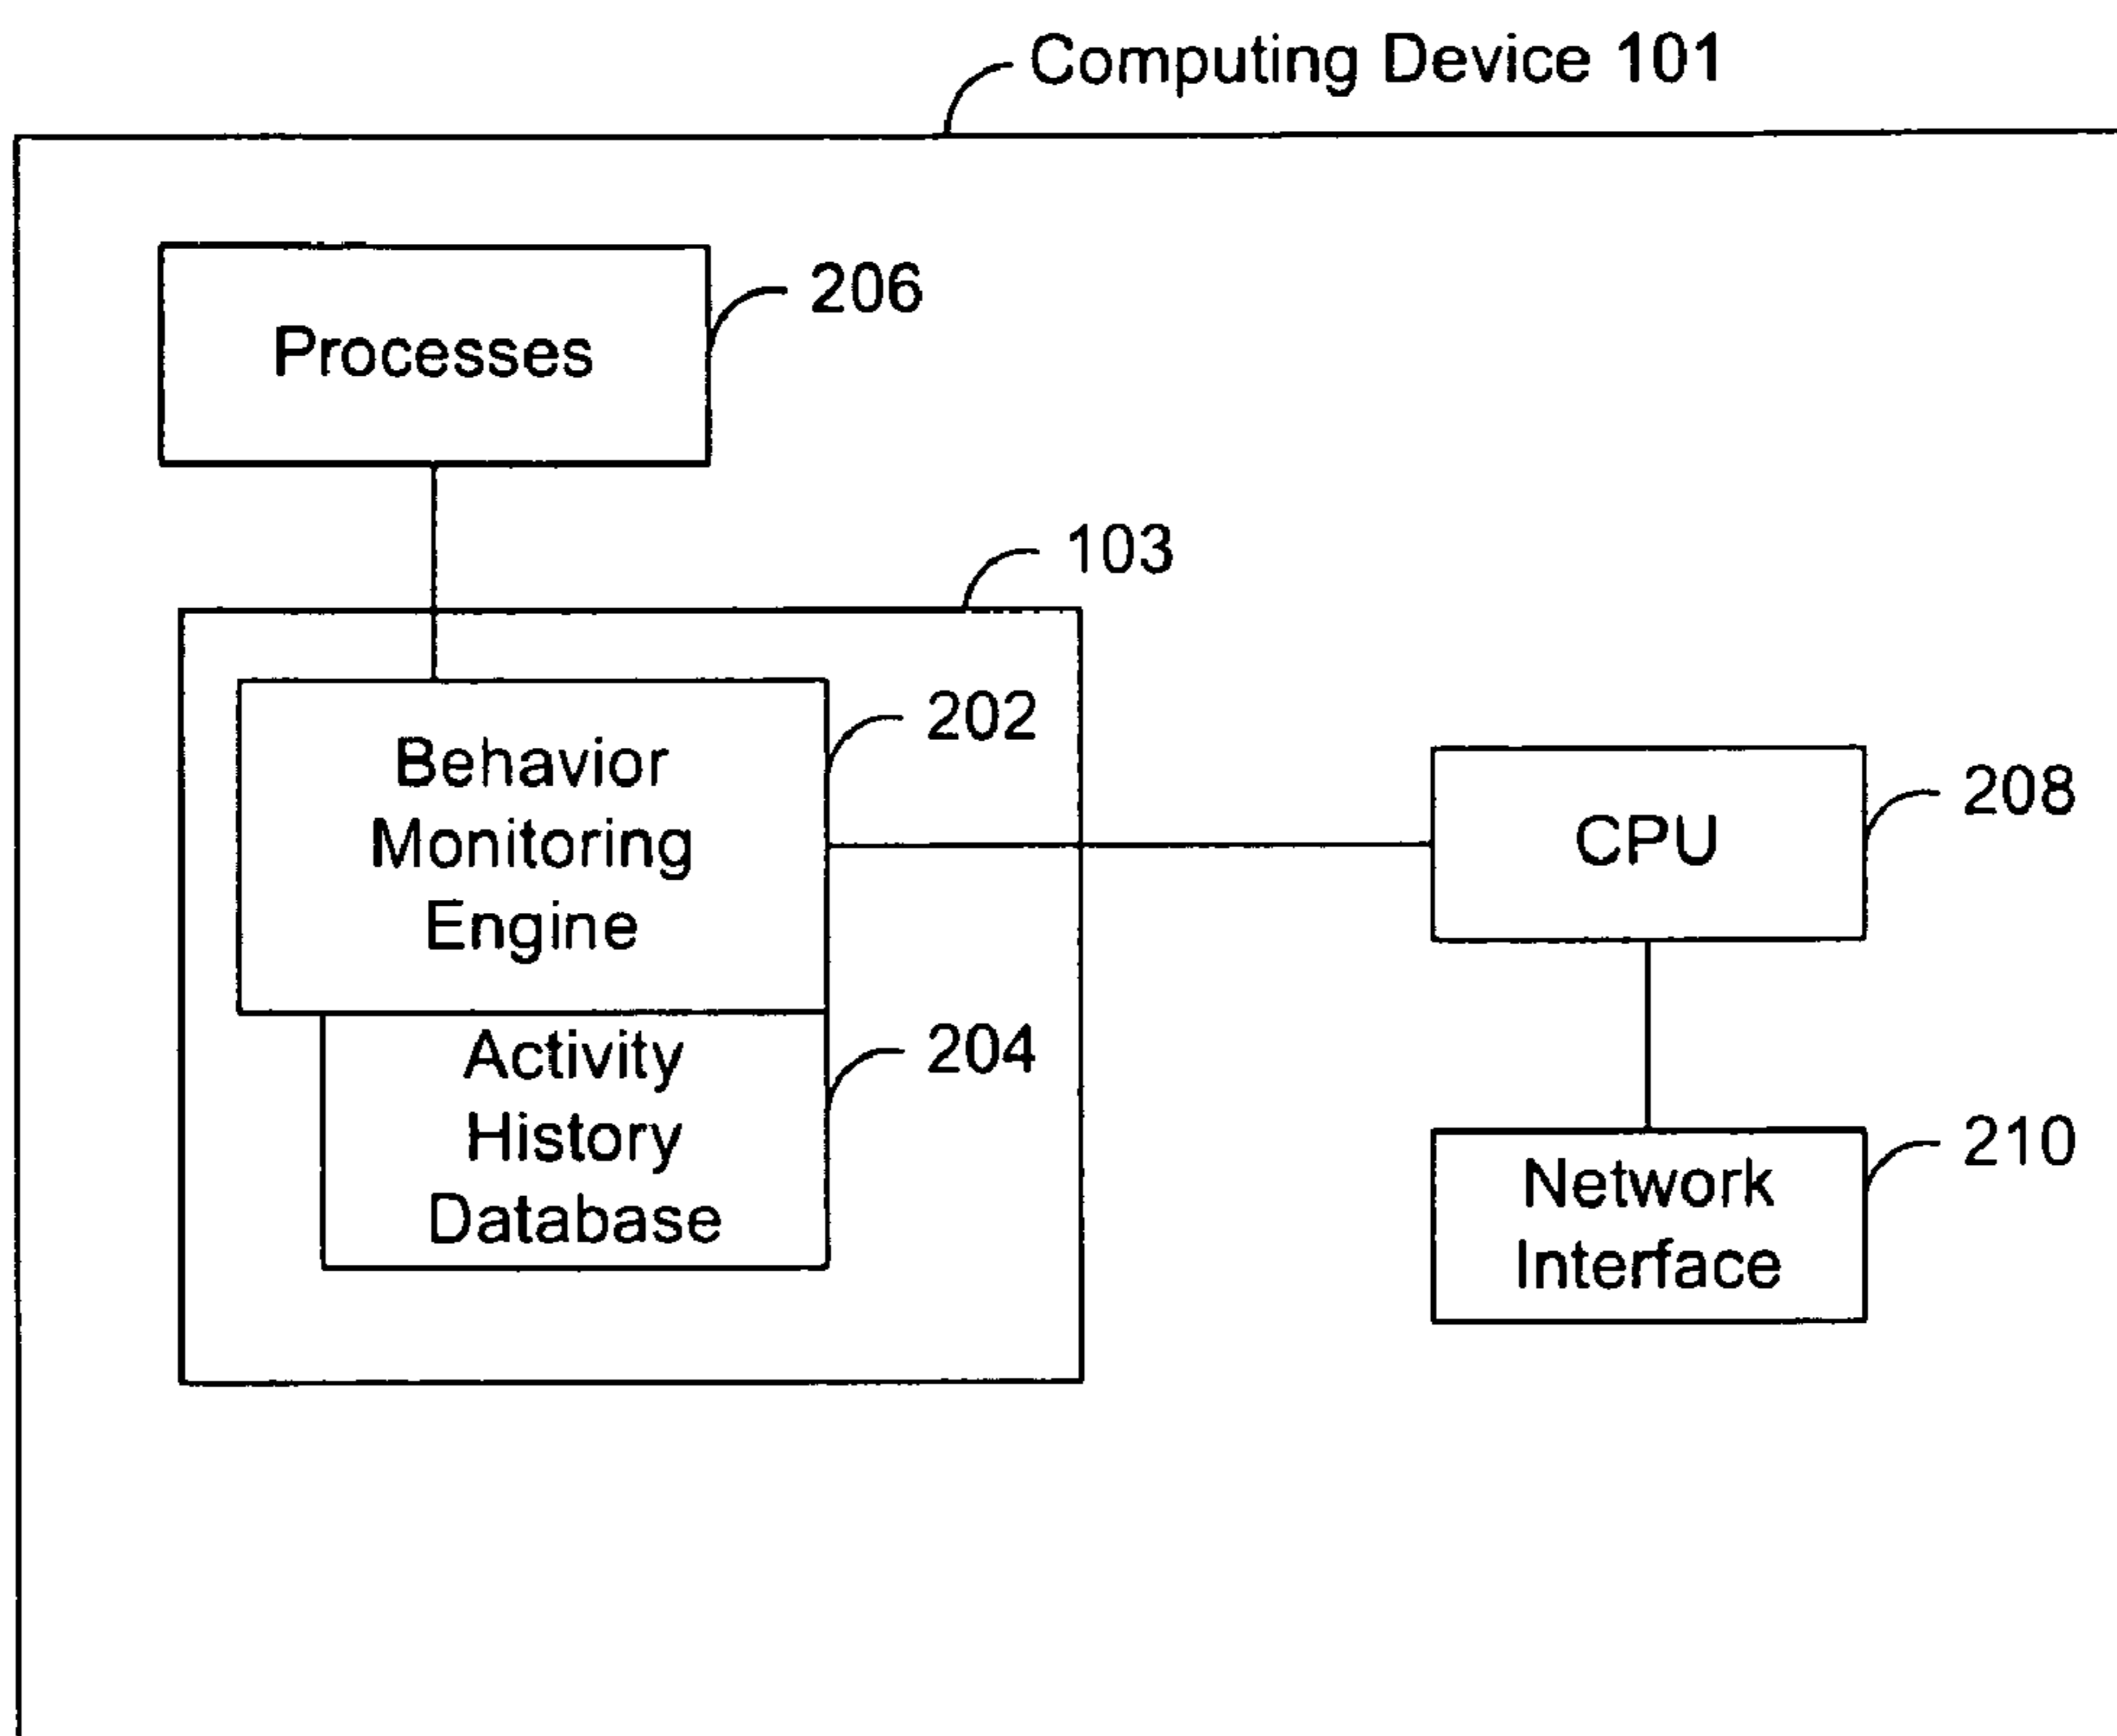 Computing Device 101
206
Processes
103
202
Behavior
Monitoring
Engine
208
CPU
204
Activity
History
Database
210
Network
Interface